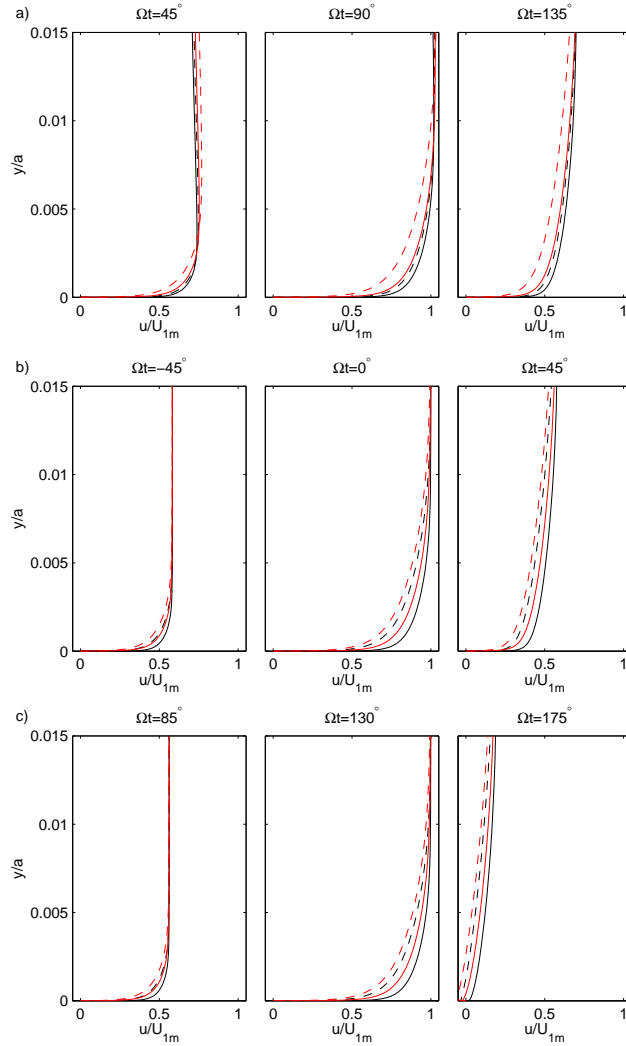 a) Ωt=45° Ωt=90° Ωt=135°
0.015
0.01
0.005
0
y/a
0 0.5 1 0 0.5 1 0 0.5 1
u/U1m u/U1m u/U1m
b) Ωt=−45° Ωt=0° Ωt=45°
0.015
0.01
0.005
0
y/a
0 0.5 1 0 0.5 1 0 0.5 1
u/U1m u/U1m u/U1m
c) Ωt=85° Ωt=130° Ωt=175°
0.015
0.01
0.005
0
y/a
0 0.5 1 0 0.5 1 0 0.5 1
u/U1m u/U1m u/U1m